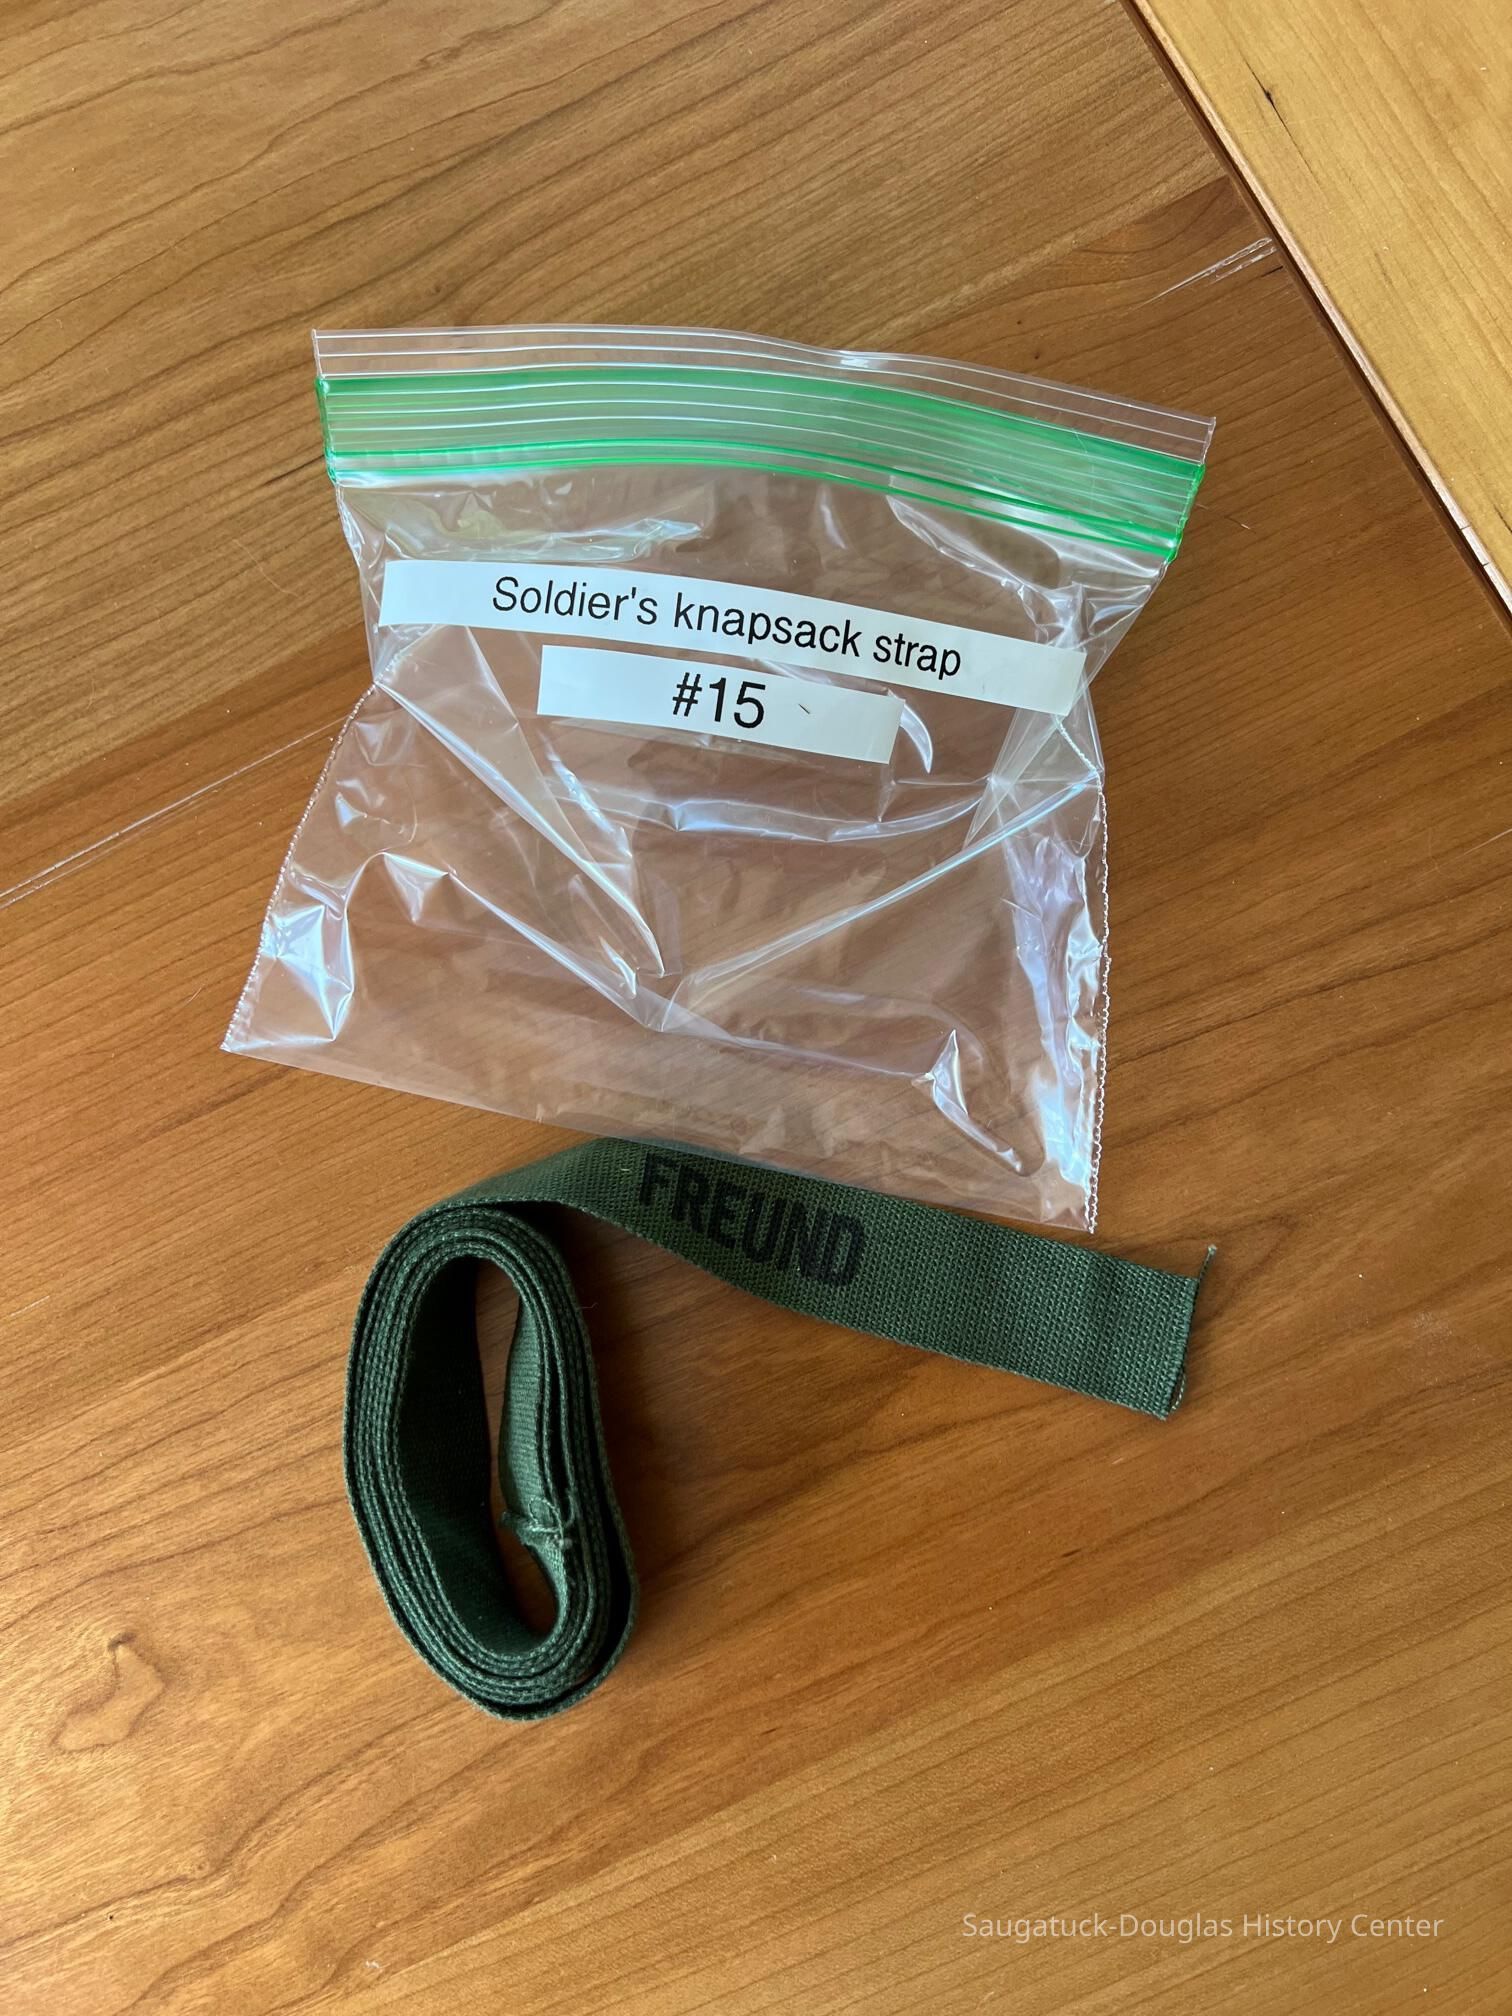 Soldier's knapsack strap
#15
FREUND
Saugatuck-Douglas History Center